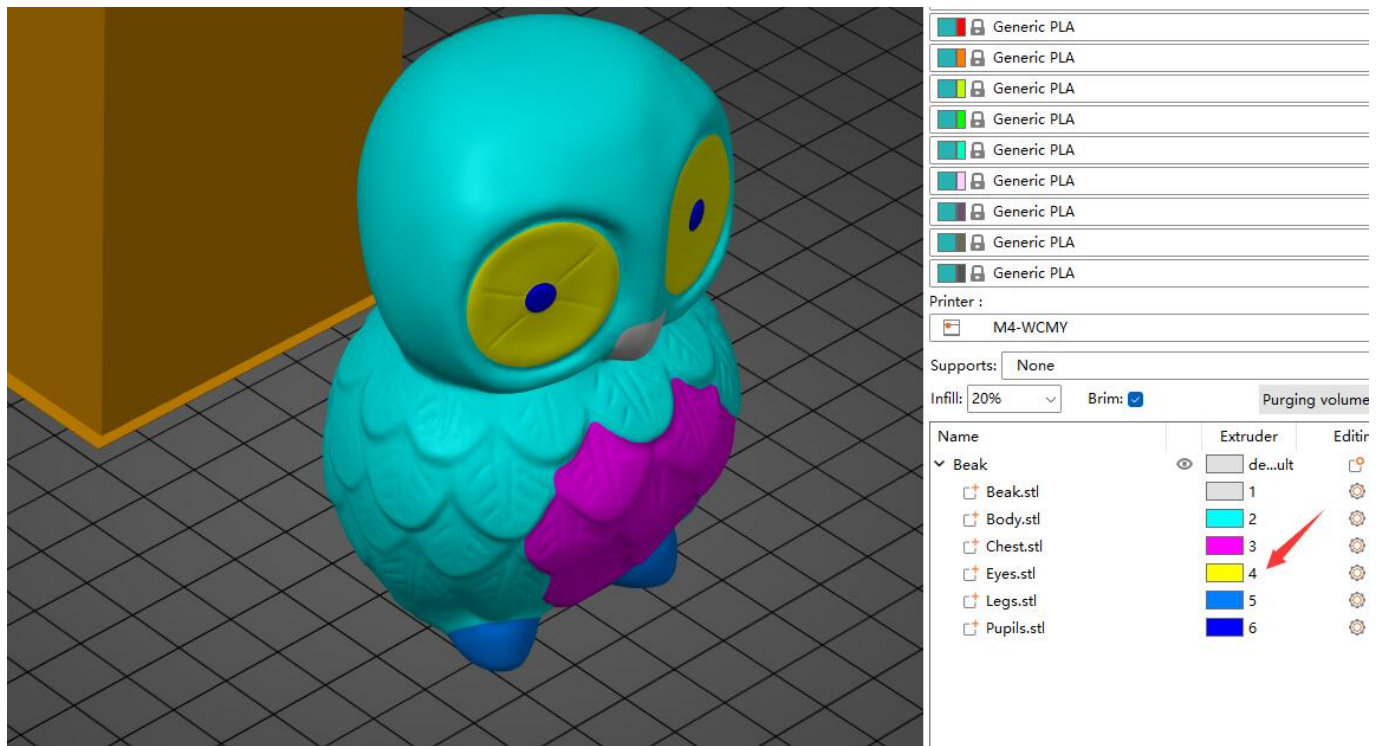 Generic PLA
Generic PLA
Generic PLA
Generic PLA
Generic PLA
Generic PLA
Generic PLA
Generic PLA
Generic PLA
Printer :
M4-WCMY
Supports: None
Infill: 20% Brim: Purging volume
Name Extruder Editin
Beak de...ult
Beak.stl 1
Body.stl 2
Chest.stl 3
Eyes.stl 4
Legs.stl 5
Pupils.stl 6